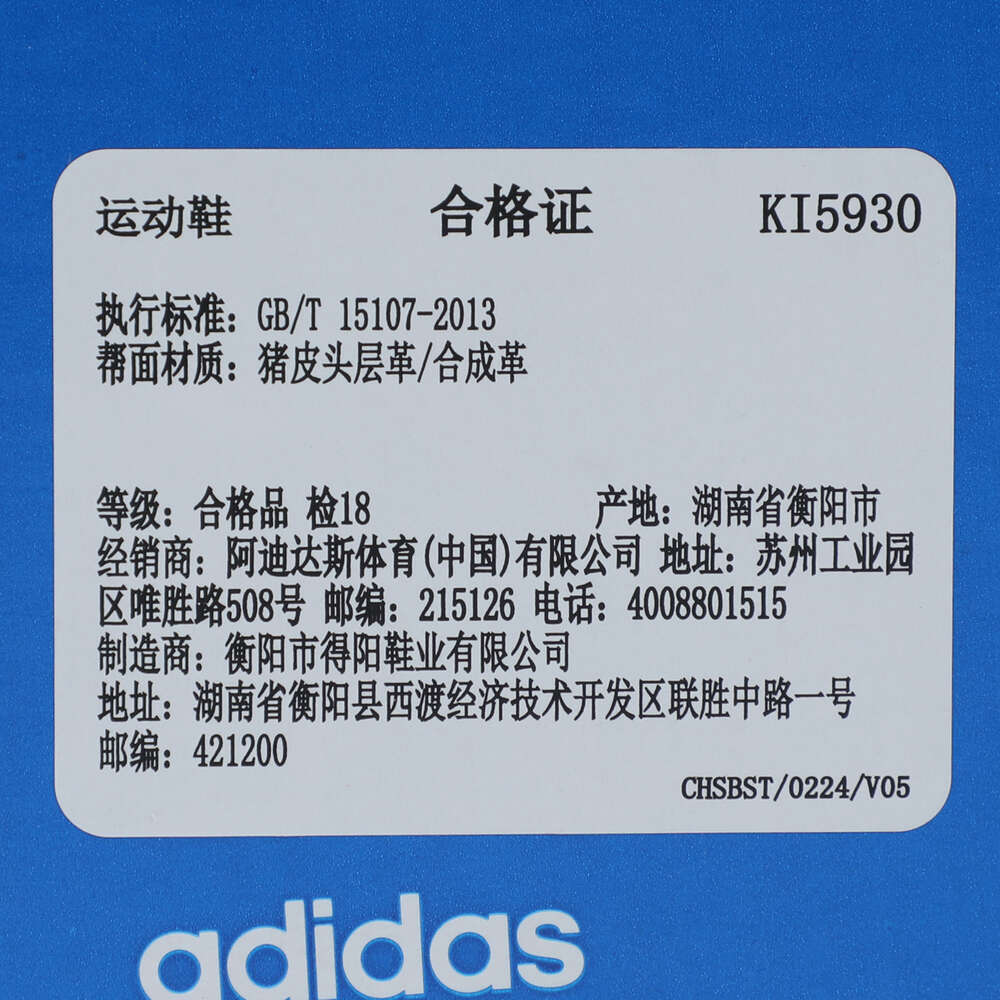 运动鞋 合格证 KI5930
执行标准：GB/T 15107-2013
帮面材质：猪皮头层革/合成革
等级：合格品 检18 产地：湖南省衡阳市
经销商：阿迪达斯体育(中国)有限公司 地址：苏州工业园
区唯胜路508号 邮编：215126 电话：4008801515
制造商：衡阳市得阳鞋业有限公司
地址：湖南省衡阳县西渡经济技术开发区联胜中路一号
邮编：421200
CHSBST/0224/V05
adidas